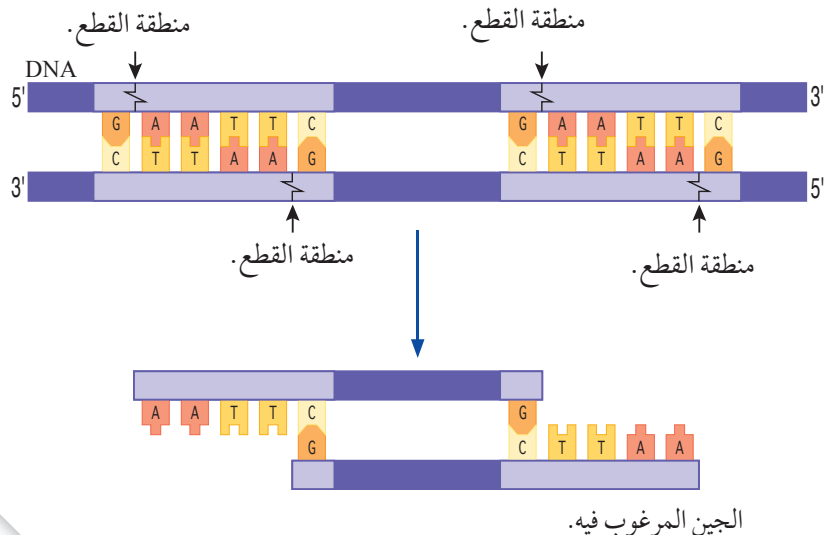 منطقة القطع.
منطقة القطع.
DNA
5'
3'
G A A T T C
G A A T T C
C T T A A G
C T T A A G
3'
5'
منطقة القطع.
منطقة القطع.
A A T T C
G
G
C T T A A
الجين المرغوب فيه.